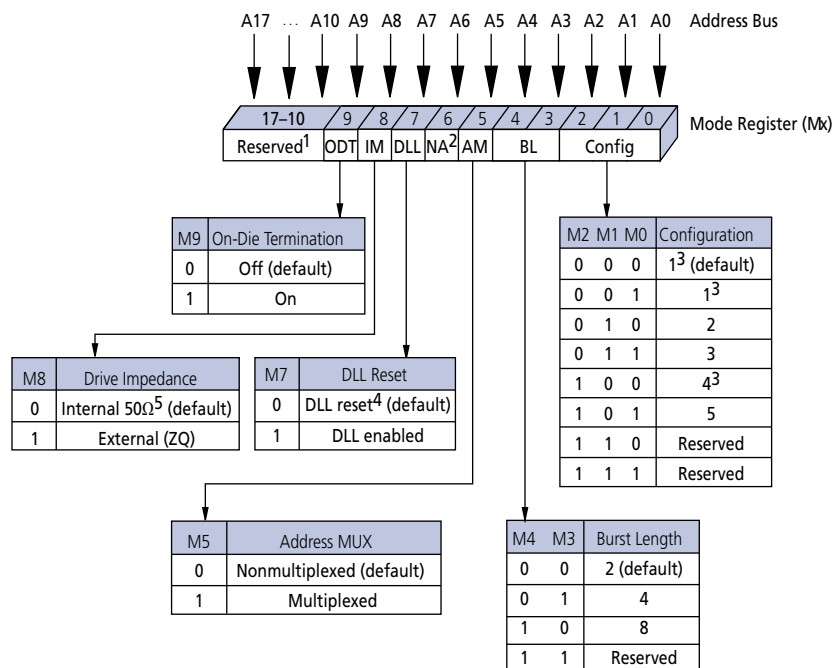 A17 ... A10 A9 A8 A7 A6 A5 A4 A3 A2 A1 A0 Address Bus
17–10 9 8 7 6 5 4 3 2 1 0 Mode Register (Mx)
Reserved1 ODT IM DLL NA2 AM BL Config
M9 On-Die Termination
0 Off (default)
1 On
M2 M1 M0 Configuration
0 0 0 13 (default)
0 0 1 13
0 1 0 2
0 1 1 3
1 0 0 43
1 0 1 5
1 1 0 Reserved
1 1 1 Reserved
M8 Drive Impedance
0 Internal 50Ω5 (default)
1 External (ZQ)
M7 DLL Reset
0 DLL reset4 (default)
1 DLL enabled
M5 Address MUX
0 Nonmultiplexed (default)
1 Multiplexed
M4 M3 Burst Length
0 0 2 (default)
0 1 4
1 0 8
1 1 Reserved